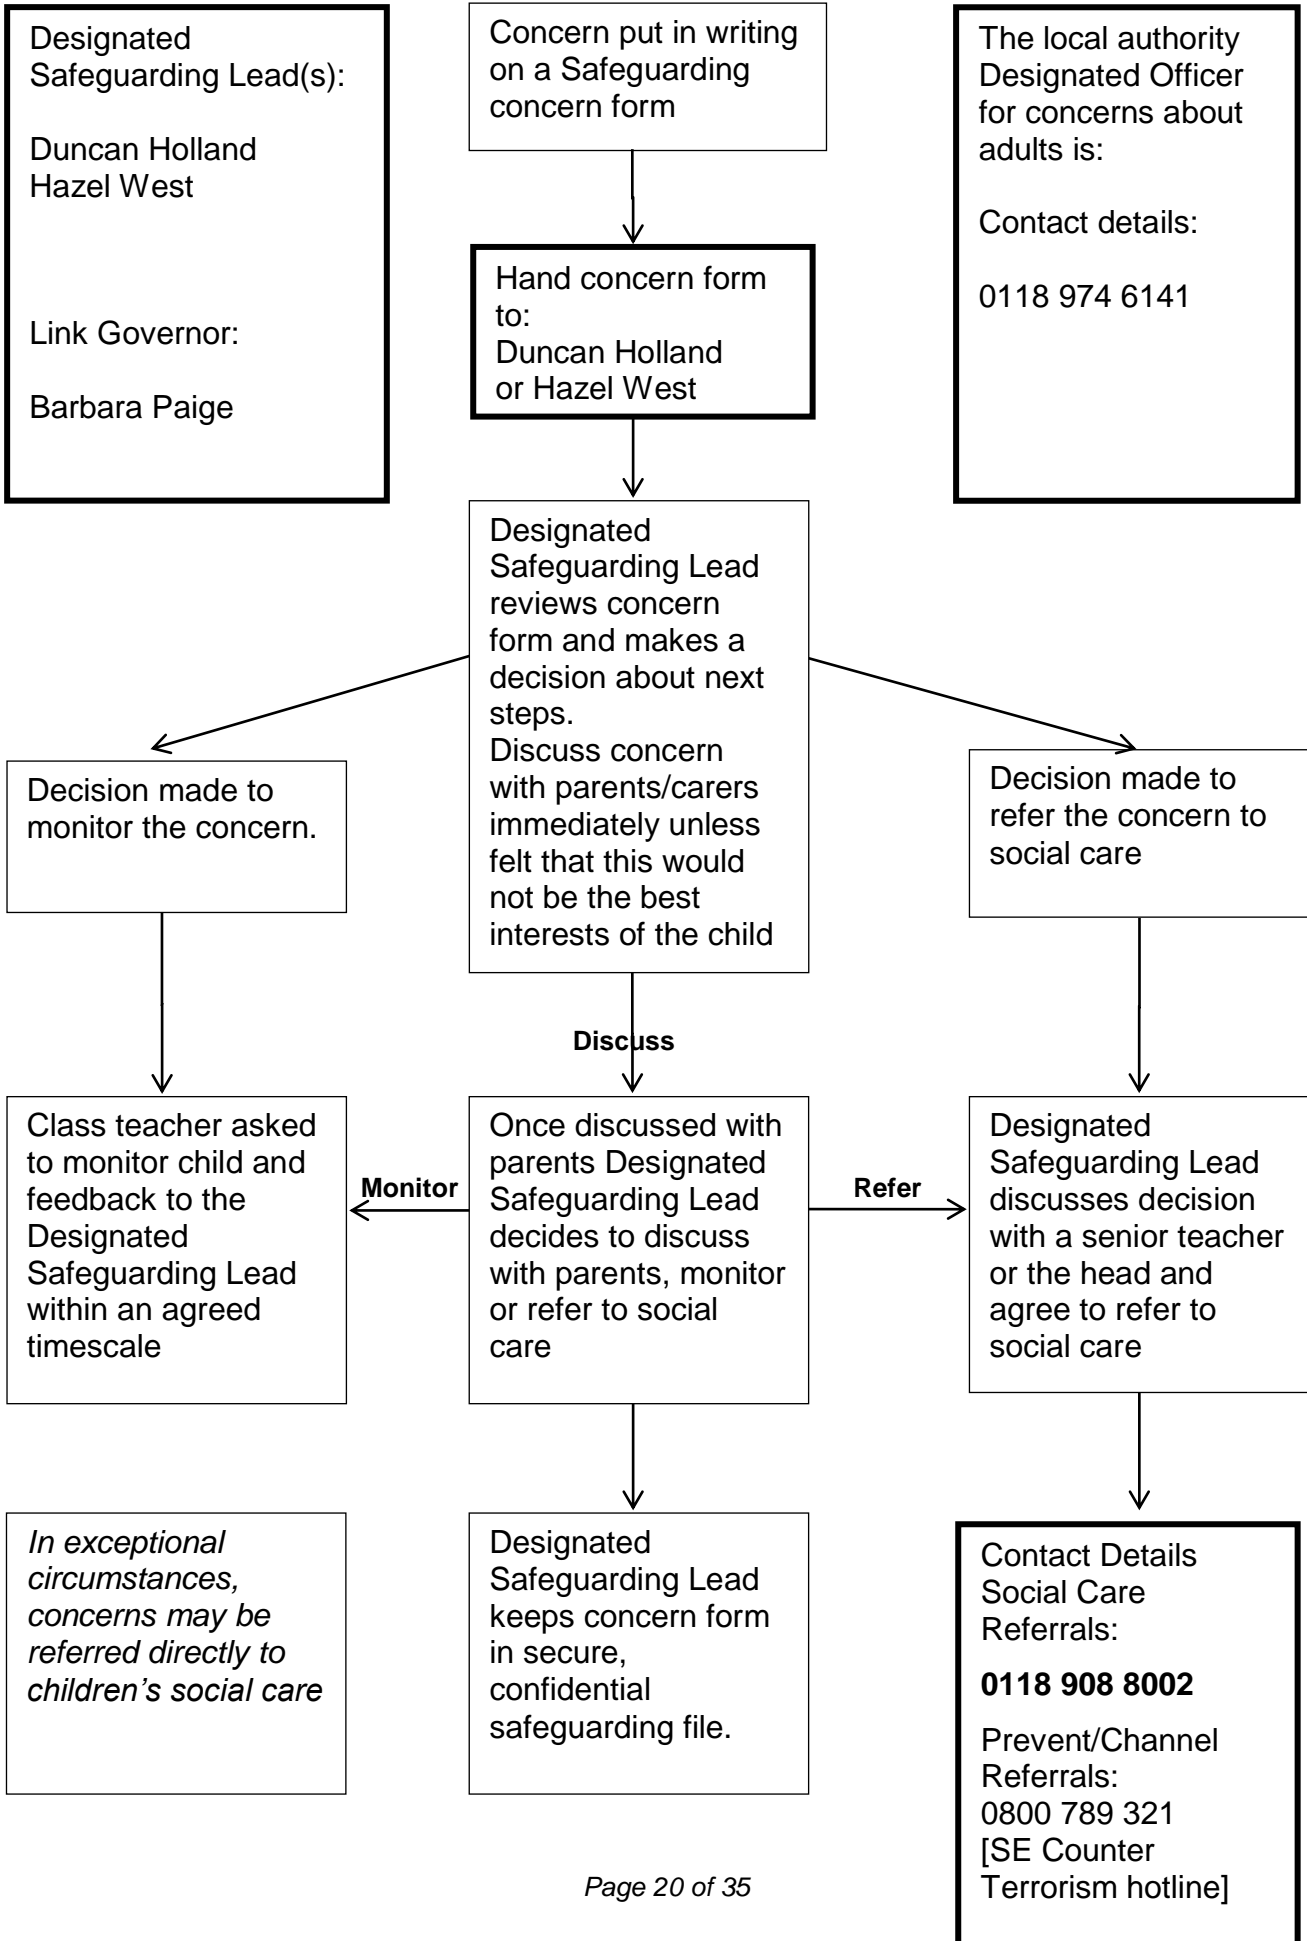 Designated
Safeguarding Lead(s):
Duncan Holland
Hazel West
Link Governor:
Barbara Paige
Concern put in writing
on a Safeguarding
concern form
The local authority
Designated Officer
for concerns about
adults is:
Contact details:
0118 974 6141
Hand concern form
to:
Duncan Holland
or Hazel West
Designated
Safeguarding Lead
reviews concern
form and makes a
decision about next
steps.
Discuss concern
with parents/carers
immediately unless
felt that this would
not be the best
interests of the child
Decision made to
monitor the concern.
Decision made to
refer the concern to
social care
Discuss
Class teacher asked
to monitor child and
feedback to the
Designated
Safeguarding Lead
within an agreed
timescale
Monitor
Once discussed with
parents Designated
Safeguarding Lead
decides to discuss
with parents, monitor
or refer to social
care
Refer
Designated
Safeguarding Lead
discusses decision
with a senior teacher
or the head and
agree to refer to
social care
In exceptional
circumstances,
concerns may be
referred directly to
children’s social care
Designated
Safeguarding Lead
keeps concern form
in secure,
confidential
safeguarding file.
Contact Details
Social Care
Referrals:
0118 908 8002
Prevent/Channel
Referrals:
0800 789 321
[SE Counter
Terrorism hotline]
Page 20 of 35